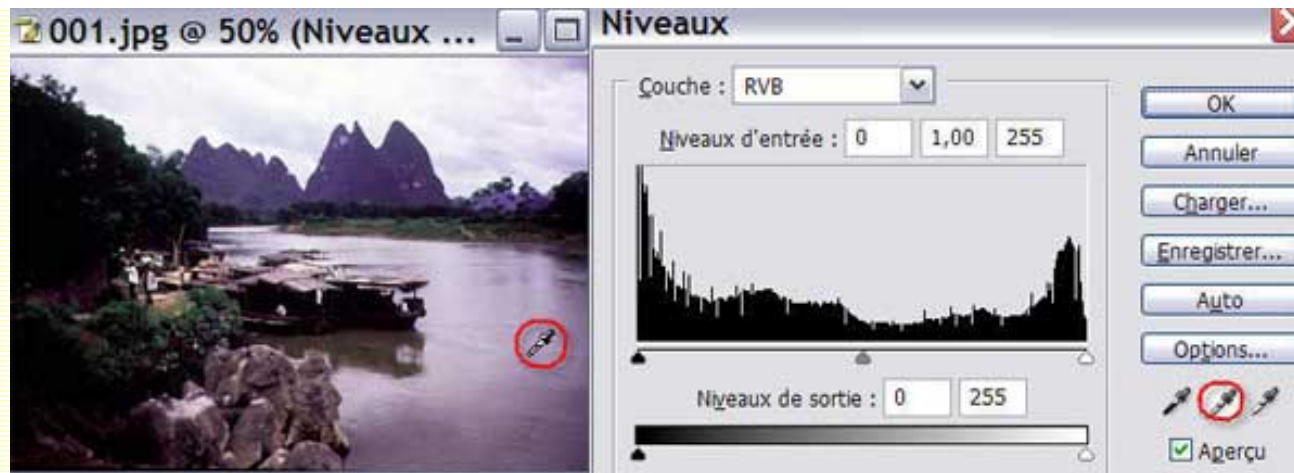 001.jpg @ 50% (Niveaux ...
Niveaux
Couche : RVB
Niveaux d'entrée : 0 1,00 255
Niveaux de sortie : 0 255
OK
Annuler
Charger...
Enregistrer...
Auto
Options...
Aperçu